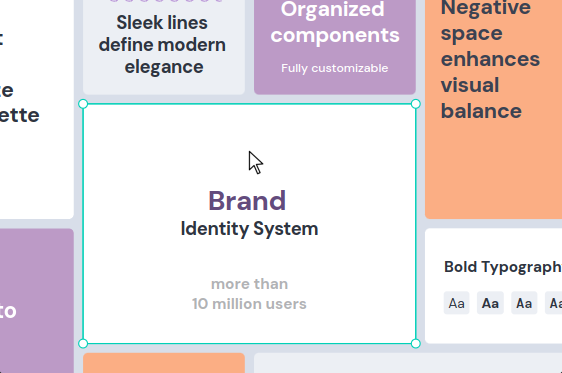 Sleek lines
define modern
elegance
Organized
components
Fully customizable
Negative
space
enhances
visual
balance
Brand
Identity System
more than
10 million users
Bold Typograph
Aa Aa Aa Aa
to